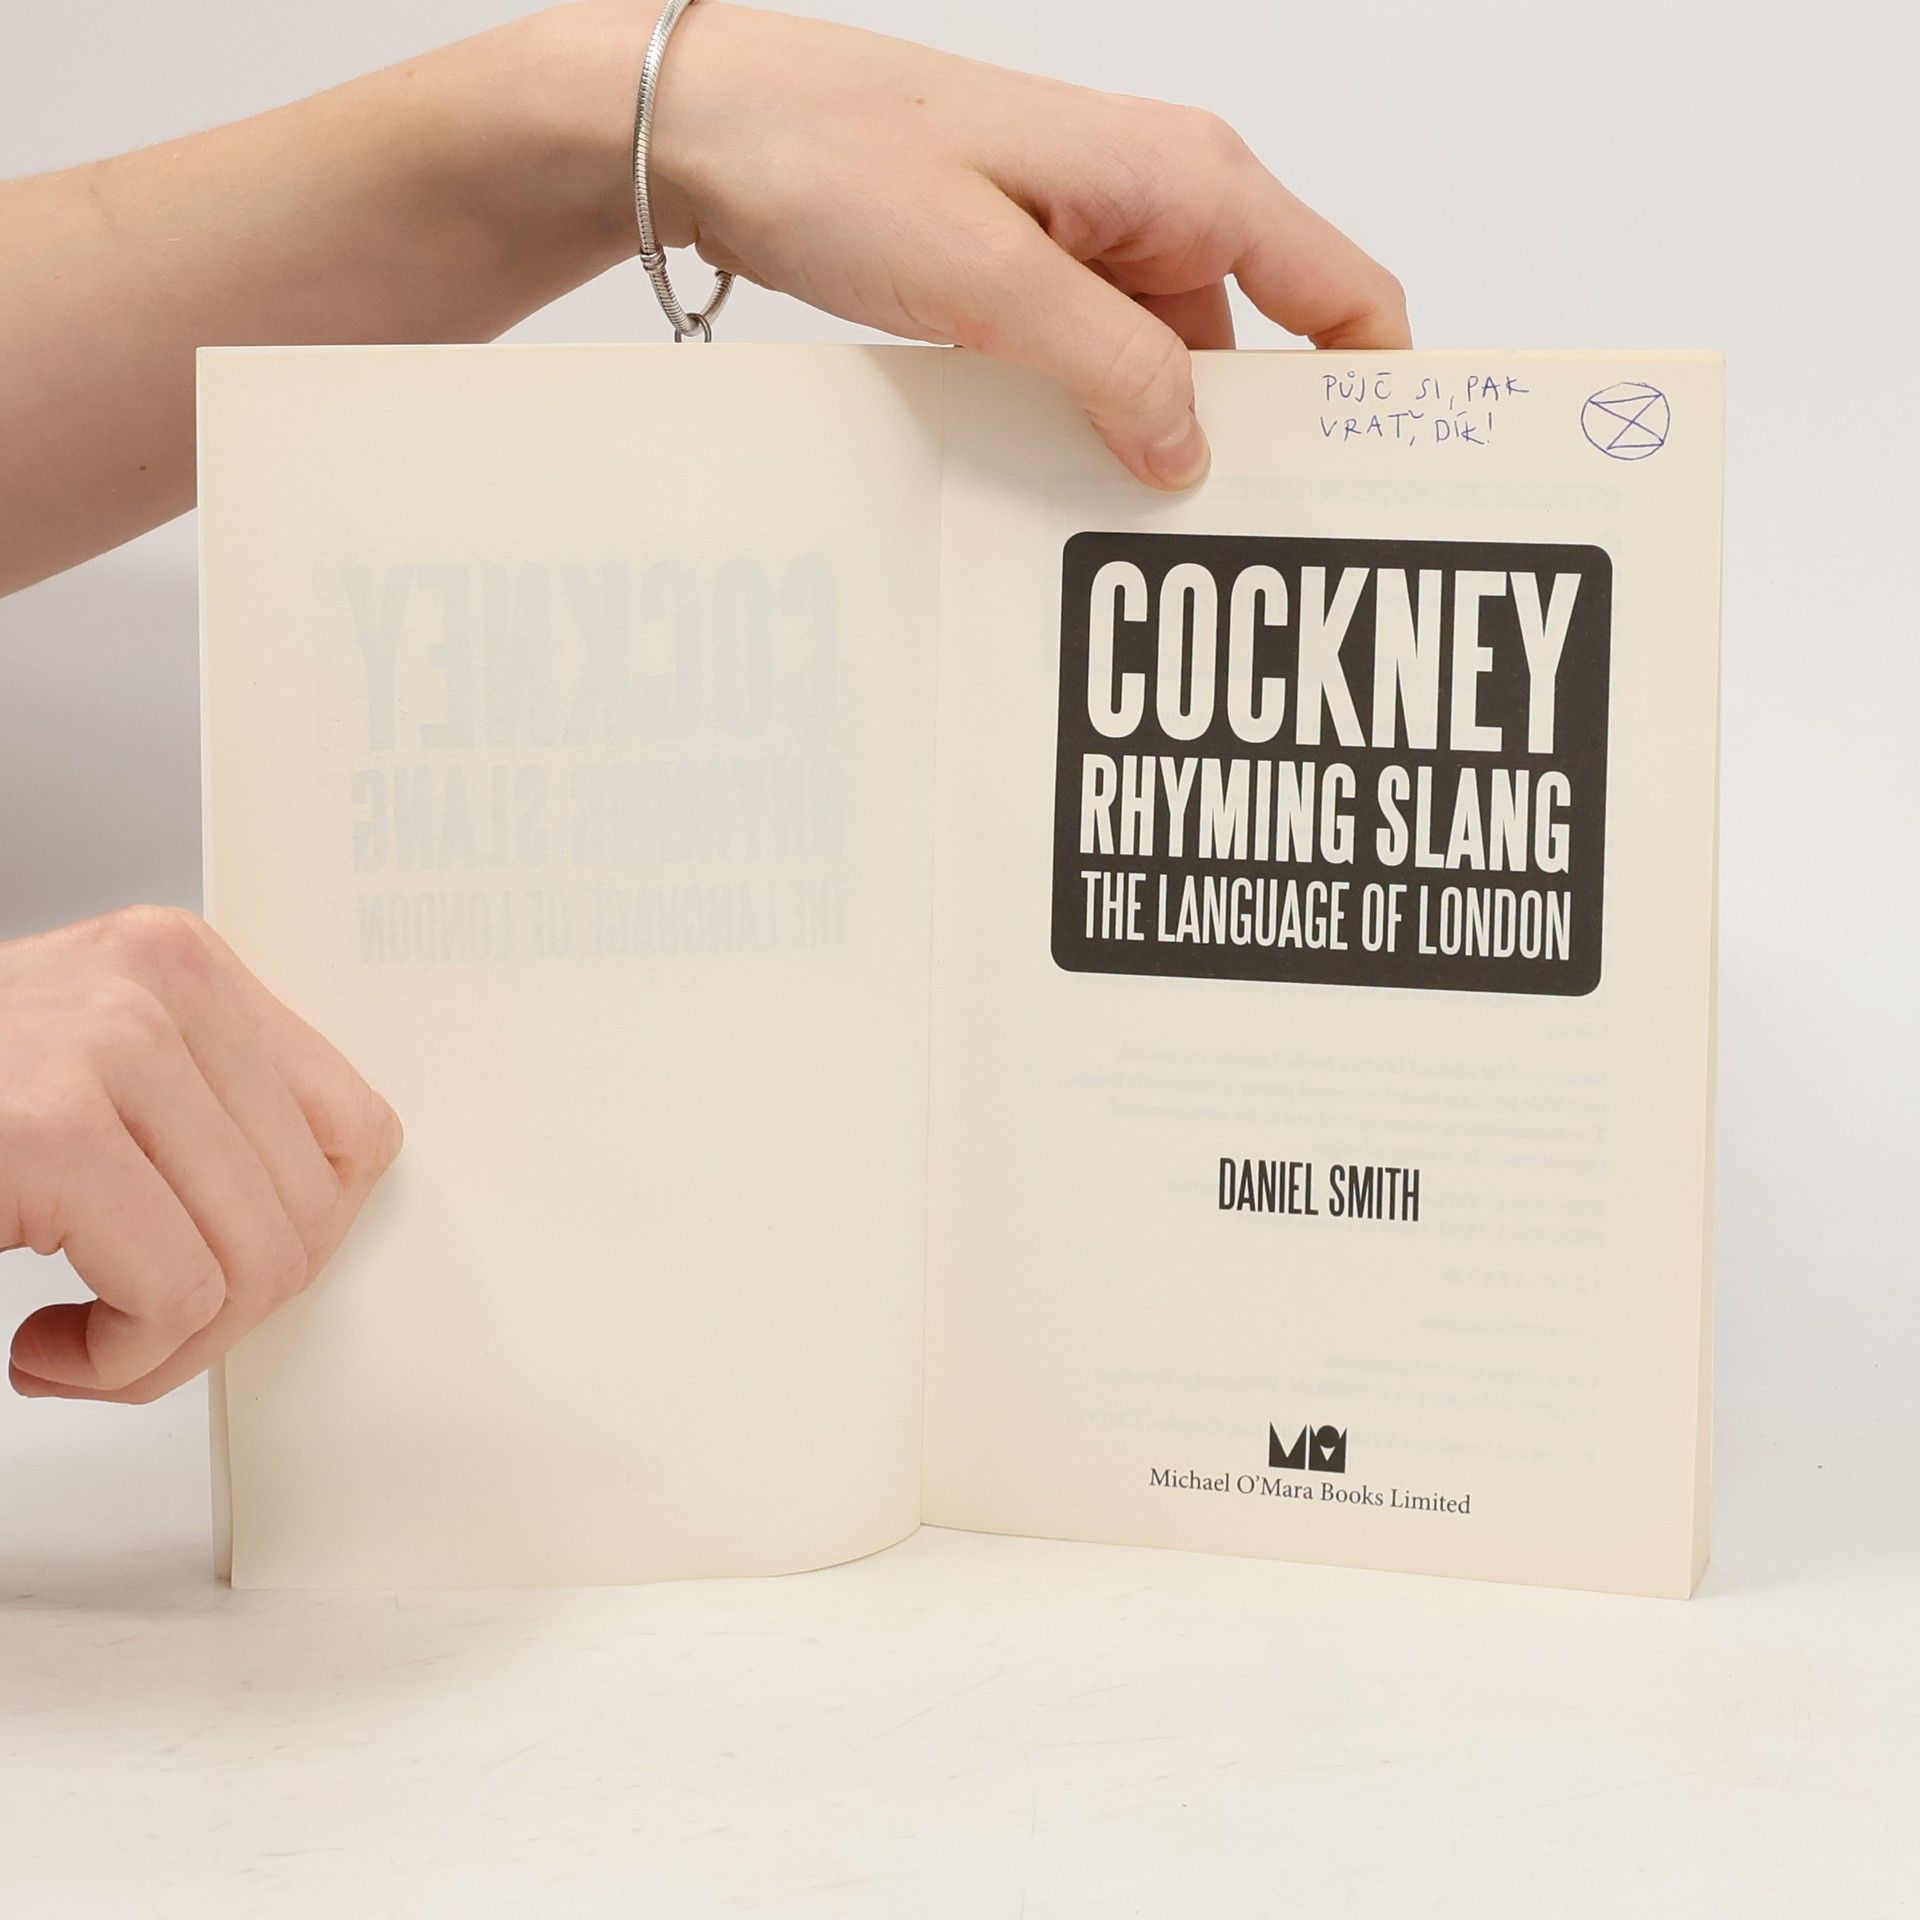 PŮJČ SI, PAK
VRAŤ, DÍK!
COCKNEY
RHYMING SLANG
THE LANGUAGE OF LONDON
DANIEL SMITH
Michael O'Mara Books Limited